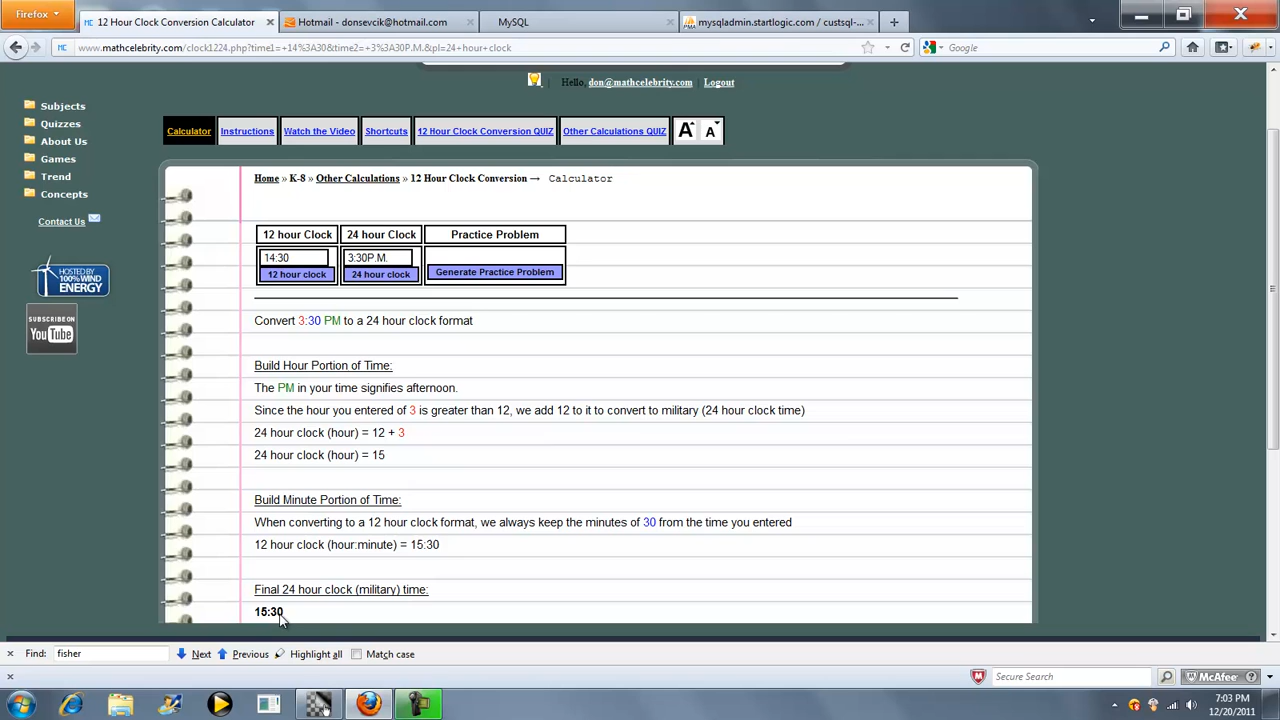 Firefox
12 Hour Clock Conversion Calculator
Hotmail - donsevcik@hotmail.com
MySQL
mysqladmin.startlogic.com / custsql-...
www.mathcelebrity.com/clock1224.php?time1=+14%3A30&time2=+3%3A30P.M.&pl=24+hour+clock
Google
Hello, don@mathcelebrity.com
Logout
Subjects
Quizzes
About Us
Games
Trend
Concepts
Contact Us
HOSTED BY
100% WIND
ENERGY
SUBSCRIBE ON
YouTube
Calculator
Instructions
Watch the Video
Shortcuts
12 Hour Clock Conversion QUIZ
Other Calculations QUIZ
A
A
Home » K-8 » Other Calculations » 12 Hour Clock Conversion → Calculator
12 hour Clock
24 hour Clock
Practice Problem
14:30
3:30P.M.
12 hour clock
24 hour clock
Generate Practice Problem
Convert 3:30 PM to a 24 hour clock format
Build Hour Portion of Time:
The PM in your time signifies afternoon.
Since the hour you entered of 3 is greater than 12, we add 12 to it to convert to military (24 hour clock time)
24 hour clock (hour) = 12 + 3
24 hour clock (hour) = 15
Build Minute Portion of Time:
When converting to a 12 hour clock format, we always keep the minutes of 30 from the time you entered
12 hour clock (hour:minute) = 15:30
Final 24 hour clock (military) time:
15:30
Find: fisher
Next
Previous
Highlight all
Match case
Secure Search
McAfee
7:03 PM
12/20/2011